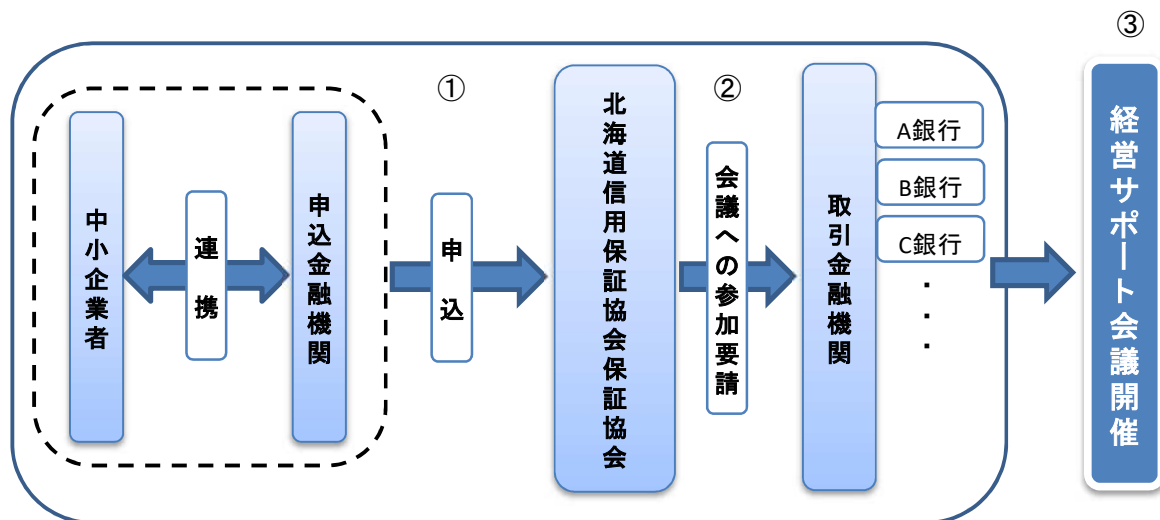 中小企業者
連携
申込金融機関
①
申込
北海道信用保証協会保証協会
②
会議への参加要請
取引金融機関
A銀行
B銀行
C銀行
・
・
・
③
経営サポート会議開催